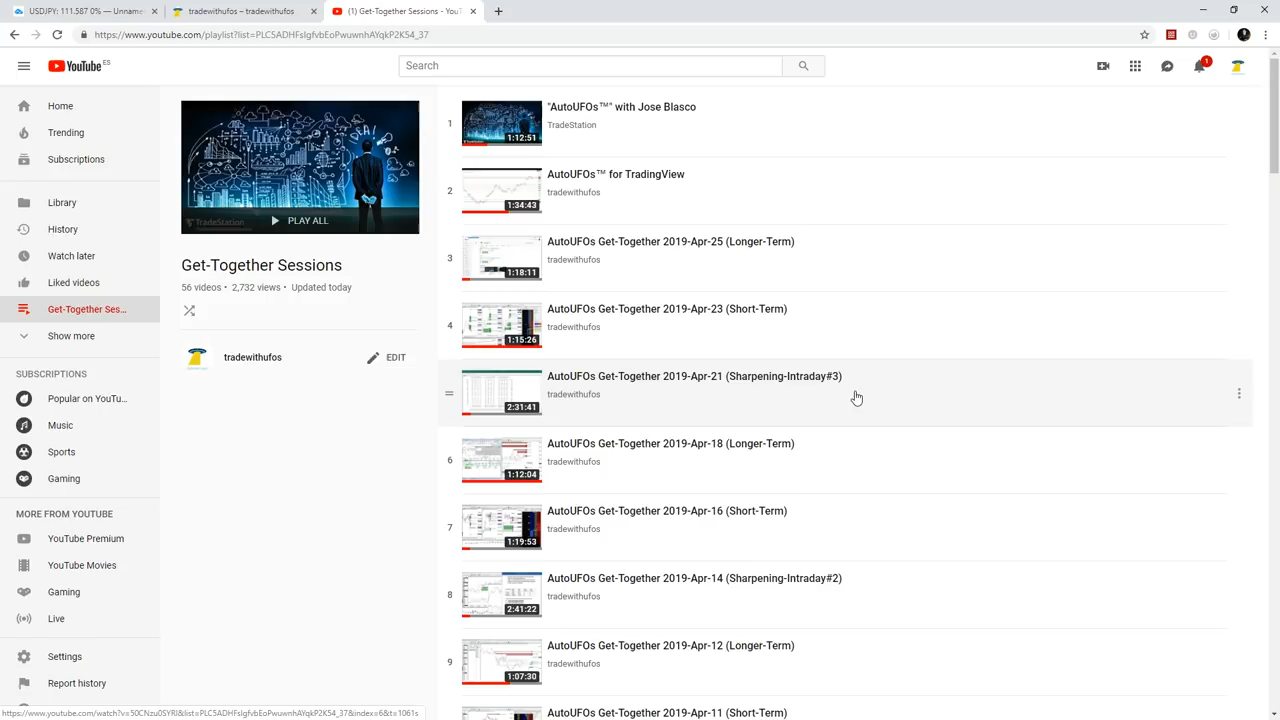 USDJPY: 111.587 0% — Unname
tradewithufos – tradewithufos
(1) Get-Together Sessions - YouT
https://www.youtube.com/playlist?list=PLC5ADHFsIgfvbEoPwuwnhAYqkP2K54_37
YouTube ES
Search
1
Home
Trending
Subscriptions
Library
History
Watch later
Liked videos
Get-Together Ses...
Show more
SUBSCRIPTIONS
Popular on YouTu...
Music
Sports
Gaming
MORE FROM YOUTUBE
YouTube Premium
YouTube Movies
Gaming
Live
Settings
Report history
TradeStation
PLAY ALL
Get-Together Sessions
56 videos • 2,732 views • Updated today
tradewithufos
EDIT
1
1:12:51
"AutoUFOs™" with Jose Blasco
TradeStation
2
1:34:43
AutoUFOs™ for TradingView
tradewithufos
3
1:18:11
AutoUFOs Get-Together 2019-Apr-25 (Longer-Term)
tradewithufos
4
1:15:26
AutoUFOs Get-Together 2019-Apr-23 (Short-Term)
tradewithufos
2:31:41
AutoUFOs Get-Together 2019-Apr-21 (Sharpening-Intraday#3)
tradewithufos
6
1:12:04
AutoUFOs Get-Together 2019-Apr-18 (Longer-Term)
tradewithufos
7
1:19:53
AutoUFOs Get-Together 2019-Apr-16 (Short-Term)
tradewithufos
8
2:41:22
AutoUFOs Get-Together 2019-Apr-14 (Sharpening-Intraday#2)
tradewithufos
9
1:07:30
AutoUFOs Get-Together 2019-Apr-12 (Longer-Term)
tradewithufos
AutoUFOs Get-Together 2019-Apr-11 (Short-Term)
https://www.youtube.com/watch?v=50CNzu0SYRI&list=PLC5ADHFsIgfvbEoPwuwnhAYqkP2K54_37&index=6&t=1061s